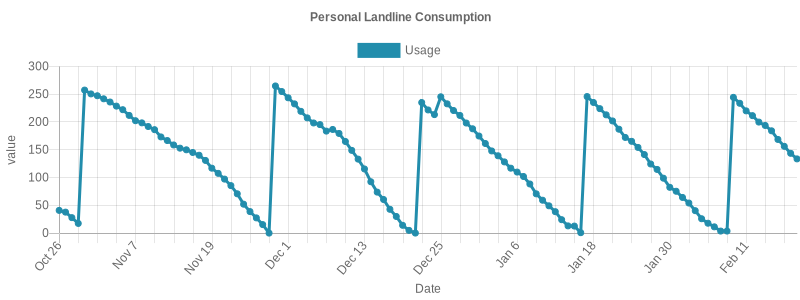 Personal Landline Consumption
Usage
300
250
200
150
100
50
0
value
Oct 26
Nov 7
Nov 19
Dec 1
Dec 13
Dec 25
Jan 6
Jan 18
Jan 30
Feb 11
Date